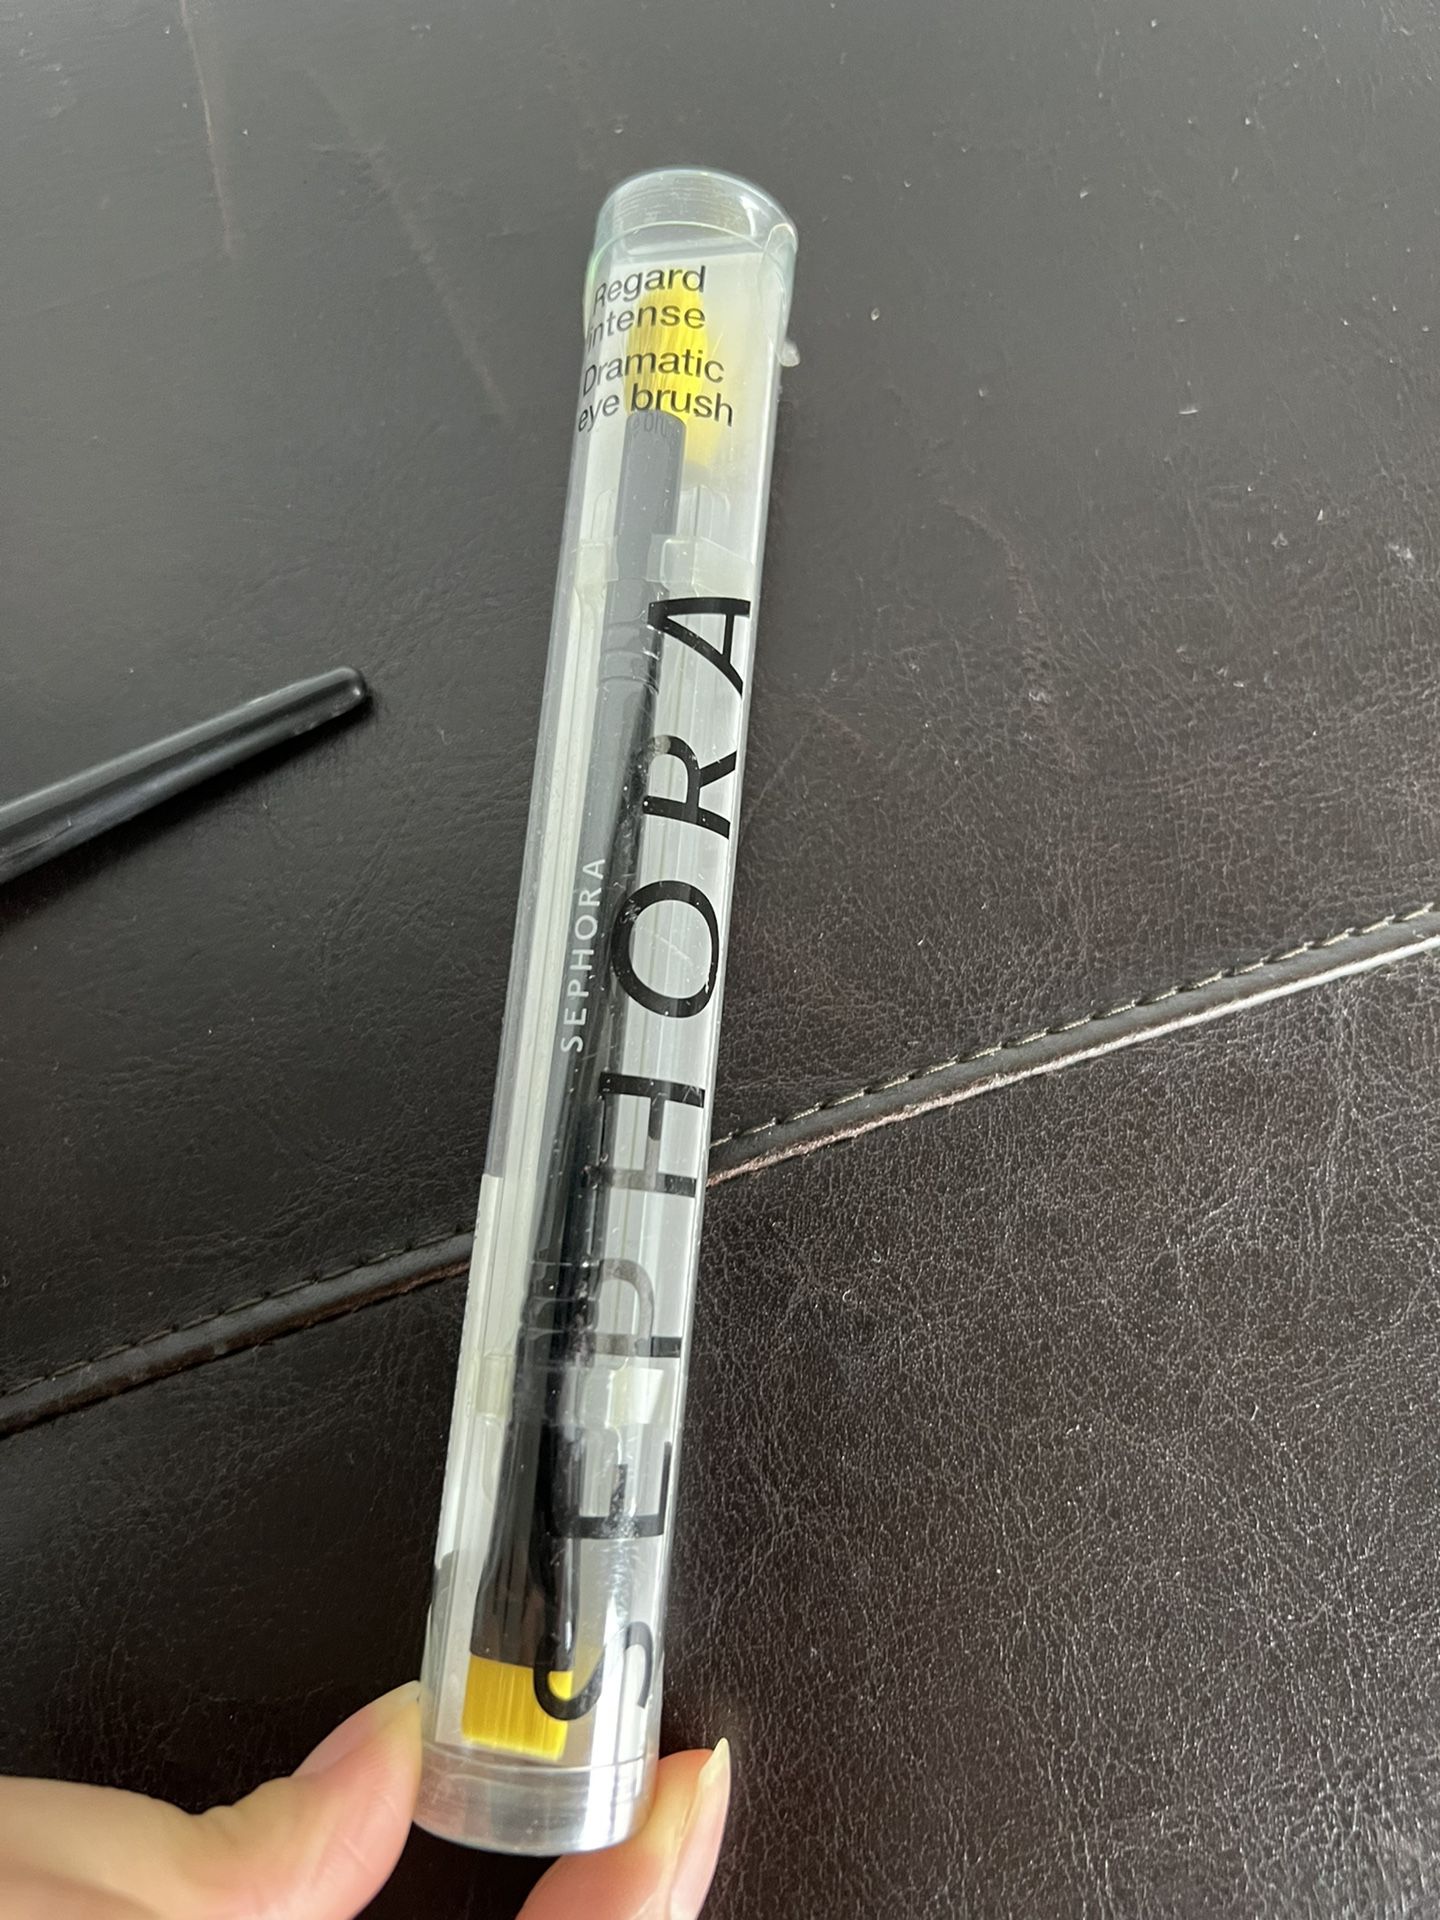 Regard
intense
Dramatic
eye brush
SEPHORA
SEPHORA